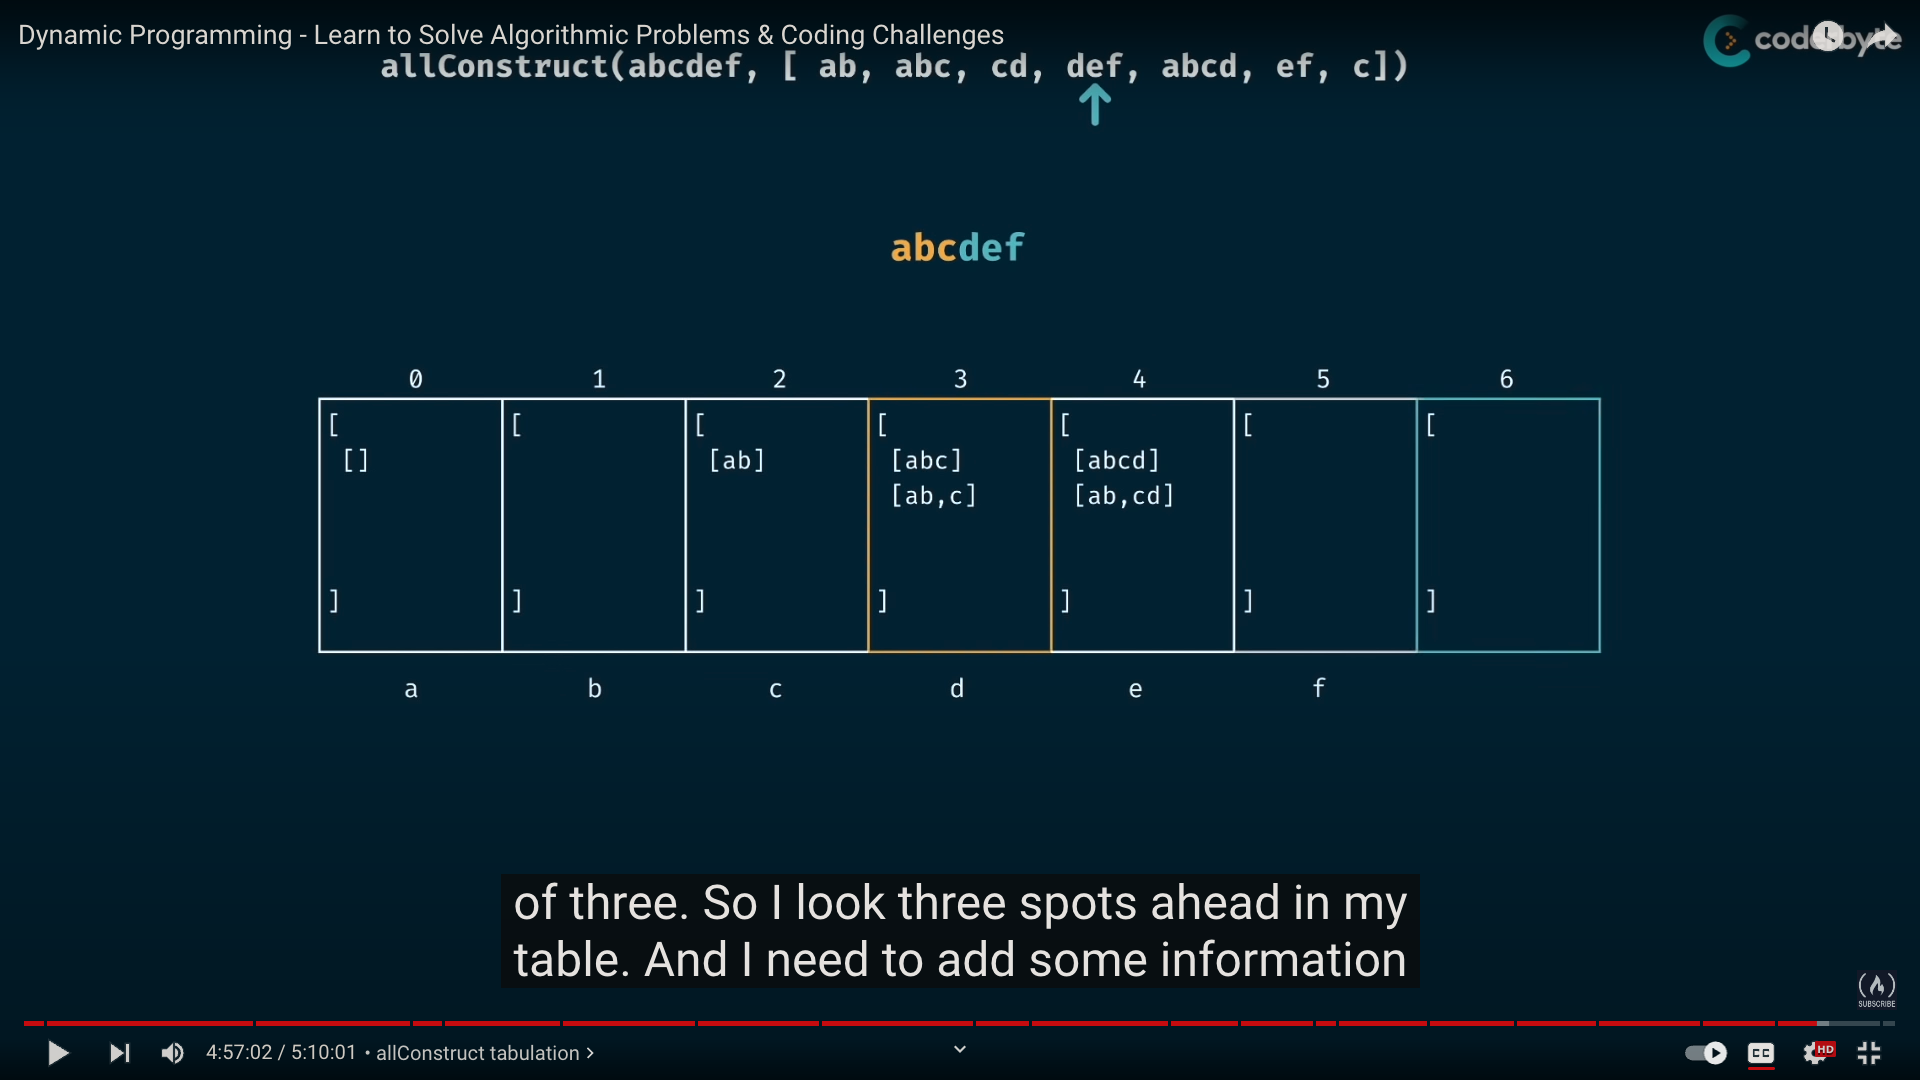 Dynamic Programming - Learn to Solve Algorithmic Problems & Coding Challenges
coderbyte
allConstruct(abcdef, [ ab, abc, cd, def, abcd, ef, c])
abcdef
0 1 2 3 4 5 6
[ [ [ [ [ [ [
[] [ab] [abc] [abcd]
[ab,c] [ab,cd]
] ] ] ] ] ] ]
a b c d e f
of three. So I look three spots ahead in my
table. And I need to add some information
SUBSCRIBE
4:57:02 / 5:10:01 • allConstruct tabulation >
CC HD